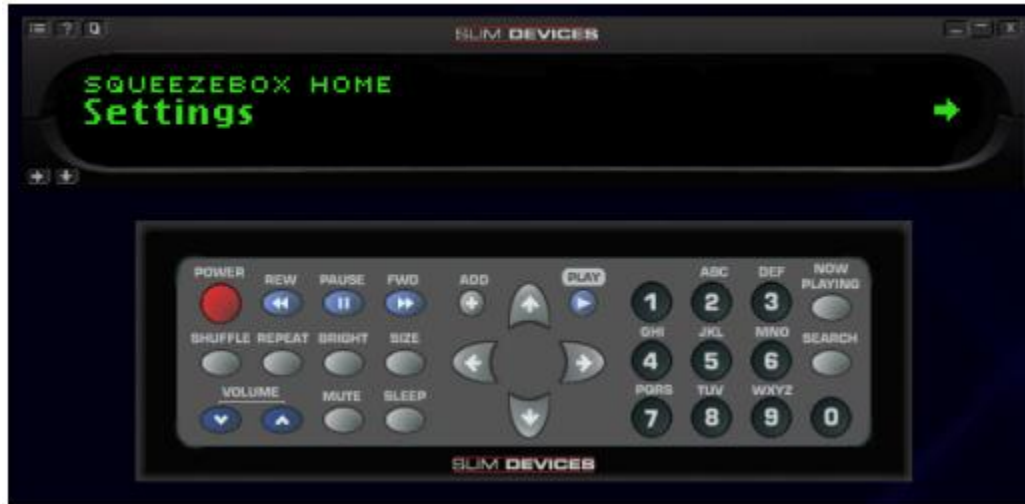 SLIM DEVICES
SQUEEZEBOX HOME
Settings
POWER REW PAUSE FWD ADD PLAY ABC DEF NOW PLAYING
1 2 3
SHUFFLE REPEAT BRIGHT SIZE GHI JKL MNO SEARCH
4 5 6
VOLUME MUTE SLEEP PQRS TUV WXYZ
7 8 9 0
SLIM DEVICES